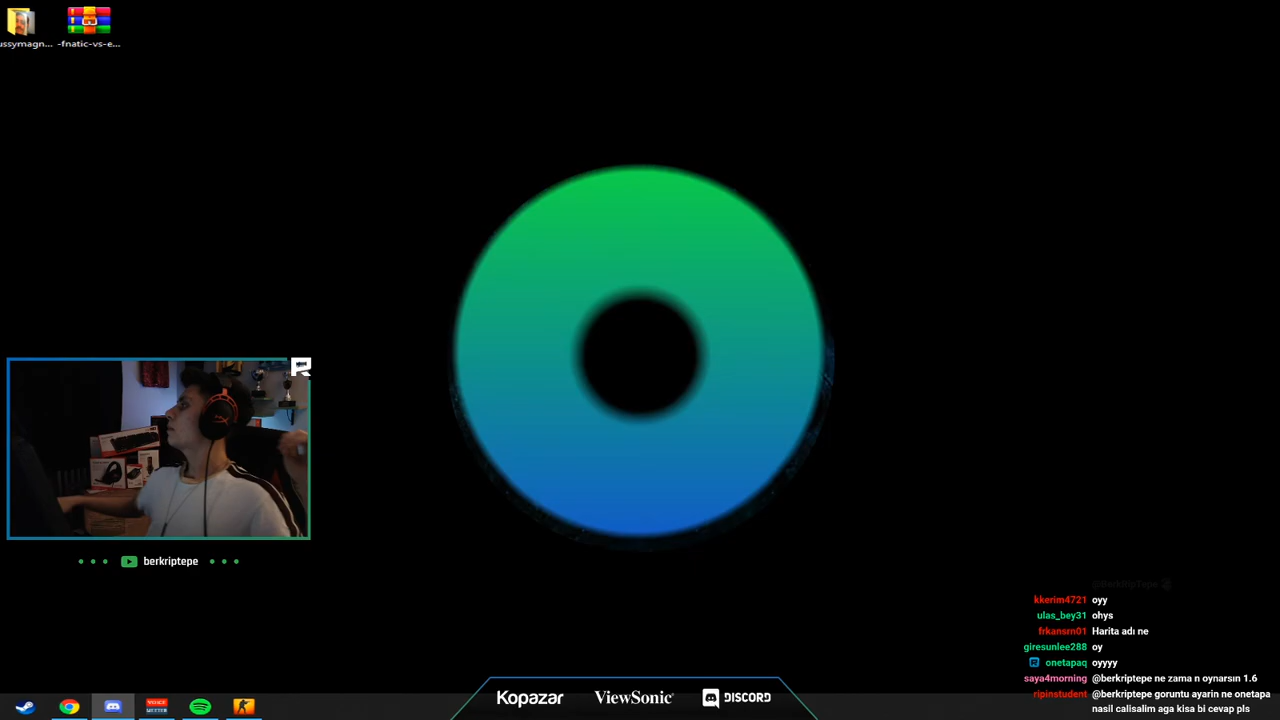 ussymagn...
-fnatic-vs-e...
berkriptepe
kkerim4721 oyy
ulas_bey31 ohys
frkansrn01 Harita adı ne
giresunlee288 oy
onetapaq oyyyy
saya4morning @berkriptepe ne zama n oynarsın 1.6
ripinstudent @berkriptepe goruntu ayarin ne onetapa
nasil calisalim aga kisa bi cevap pls
Kopazar ViewSonic DISCORD